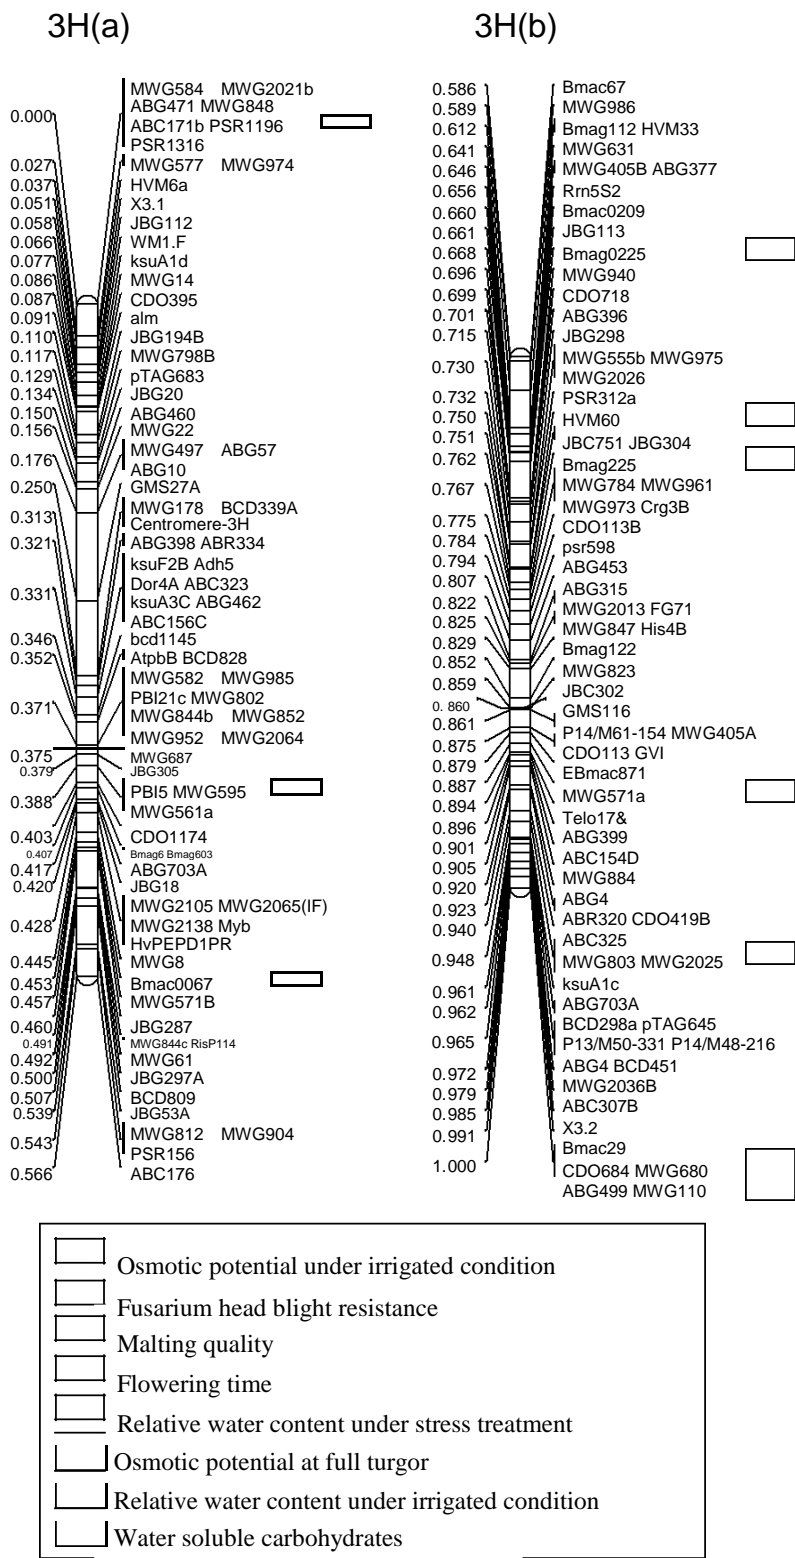 3H(a)
MWG584 MWG2021b
ABG471 MWG848
0.000
ABC171b PSR1196
PSR1316
0.027 MWG577 MWG974
0.037 HVM6a
0.051 X3.1
0.058 JBG112
0.066 WM1.F
0.077 ksuA1d
0.086 MWG14
0.087 CDO395
0.091 alm
0.110 JBG194B
0.117 MWG798B
0.129 pTAG683
0.134 JBG20
0.150 ABG460
0.156 MWG22
MWG497 ABG57
0.176
ABG10
0.250 GMS27A
MWG178 BCD339A
0.313
Centromere-3H
0.321 ABG398 ABR334
ksuF2B Adh5
Dor4A ABC323
0.331
ksuA3C ABG462
ABC156C
0.346 bcd1145
0.352 AtpbB BCD828
MWG582 MWG985
PBI21c MWG802
0.371
MWG844b MWG852
MWG952 MWG2064
0.375 MWG687
0.379 JBG305
PBI5 MWG595
0.388
MWG561a
0.403 CDO1174
0.407 Bmag6 Bmag603
0.417 ABG703A
0.420 JBG18
MWG2105 MWG2065(IF)
0.428 MWG2138 Myb
HvPEPD1PR
0.445 MWG8
0.453 Bmac0067
0.457 MWG571B
0.460 JBG287
0.491 MWG844c RisP114
0.492 MWG61
0.500 JBG297A
0.507 BCD809
0.539 JBG53A
MWG812 MWG904
0.543
PSR156
0.566 ABC176
3H(b)
0.586 Bmac67
0.589 MWG986
0.612 Bmag112 HVM33
0.641 MWG631
0.646 MWG405B ABG377
0.656 Rrn5S2
0.660 Bmac0209
0.661 JBG113
0.668 Bmag0225
0.696 MWG940
0.699 CDO718
0.701 ABG396
0.715 JBG298
MWG555b MWG975
0.730
MWG2026
0.732 PSR312a
0.750 HVM60
0.751 JBC751 JBG304
0.762 Bmag225
MWG784 MWG961
0.767
MWG973 Crg3B
0.775 CDO113B
0.784 psr598
0.794 ABG453
0.807 ABG315
0.822 MWG2013 FG71
0.825 MWG847 His4B
0.829 Bmag122
0.852 MWG823
0.859 JBC302
0.860 GMS116
0.861 P14/M61-154 MWG405A
0.875 CDO113 GVI
0.879 EBmac871
0.887 MWG571a
0.894 Telo17&
0.896 ABG399
0.901 ABC154D
0.905 MWG884
0.920 ABG4
0.923 ABR320 CDO419B
0.940 ABC325
0.948 MWG803 MWG2025
0.961 ksuA1c
0.962 ABG703A
BCD298a pTAG645
0.965 P13/M50-331 P14/M48-216
0.972 ABG4 BCD451
0.979 MWG2036B
0.985 ABC307B
0.991 X3.2
Bmac29
1.000 CDO684 MWG680
ABG499 MWG110
Osmotic potential under irrigated condition
Fusarium head blight resistance
Malting quality
Flowering time
Relative water content under stress treatment
Osmotic potential at full turgor
Relative water content under irrigated condition
Water soluble carbohydrates